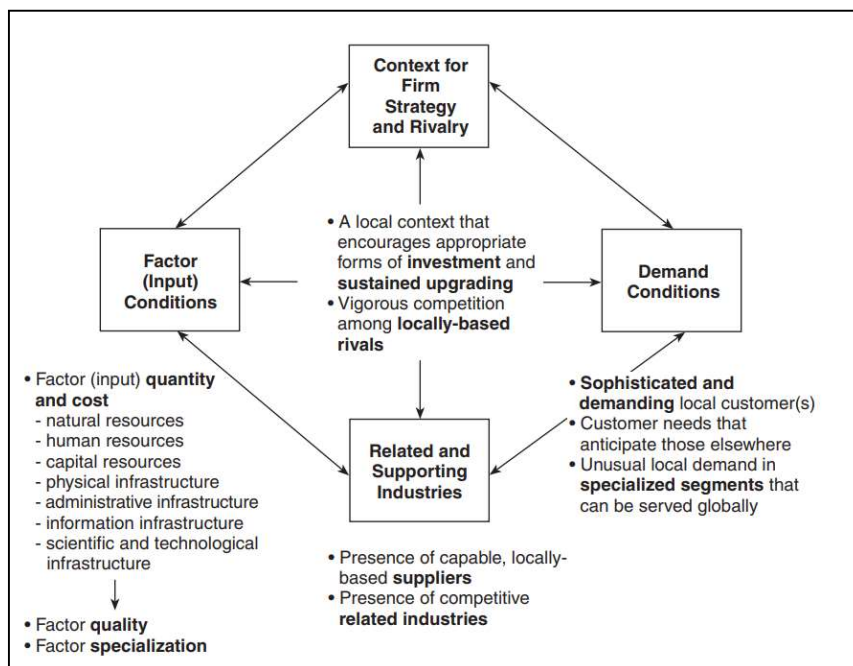 Context for
Firm
Strategy
and Rivalry
• A local context that
encourages appropriate
forms of investment and
sustained upgrading
• Vigorous competition
among locally-based
rivals
Factor
(Input)
Conditions
Demand
Conditions
• Factor (input) quantity
and cost
- natural resources
- human resources
- capital resources
- physical infrastructure
- administrative infrastructure
- information infrastructure
- scientific and technological
infrastructure
• Factor quality
• Factor specialization
Related and
Supporting
Industries
• Presence of capable, locally-
based suppliers
• Presence of competitive
related industries
• Sophisticated and
demanding local customer(s)
• Customer needs that
anticipate those elsewhere
• Unusual local demand in
specialized segments that
can be served globally